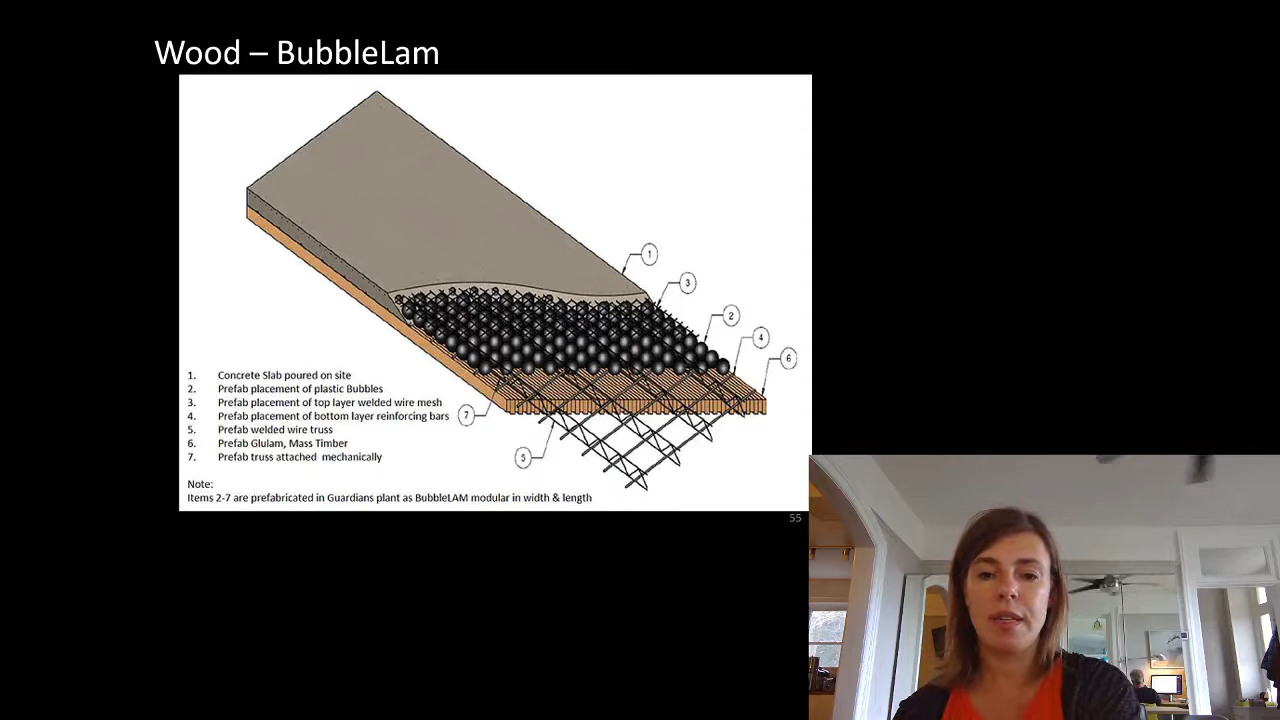 Wood – BubbleLam
1
3
2
4
6
7
5
1. Concrete Slab poured on site
2. Prefab placement of plastic Bubbles
3. Prefab placement of top layer welded wire mesh
4. Prefab placement of bottom layer reinforcing bars
5. Prefab welded wire truss
6. Prefab Glulam, Mass Timber
7. Prefab truss attached mechanically
Note:
Items 2-7 are prefabricated in Guardians plant as BubbleLAM modular in width & length
55